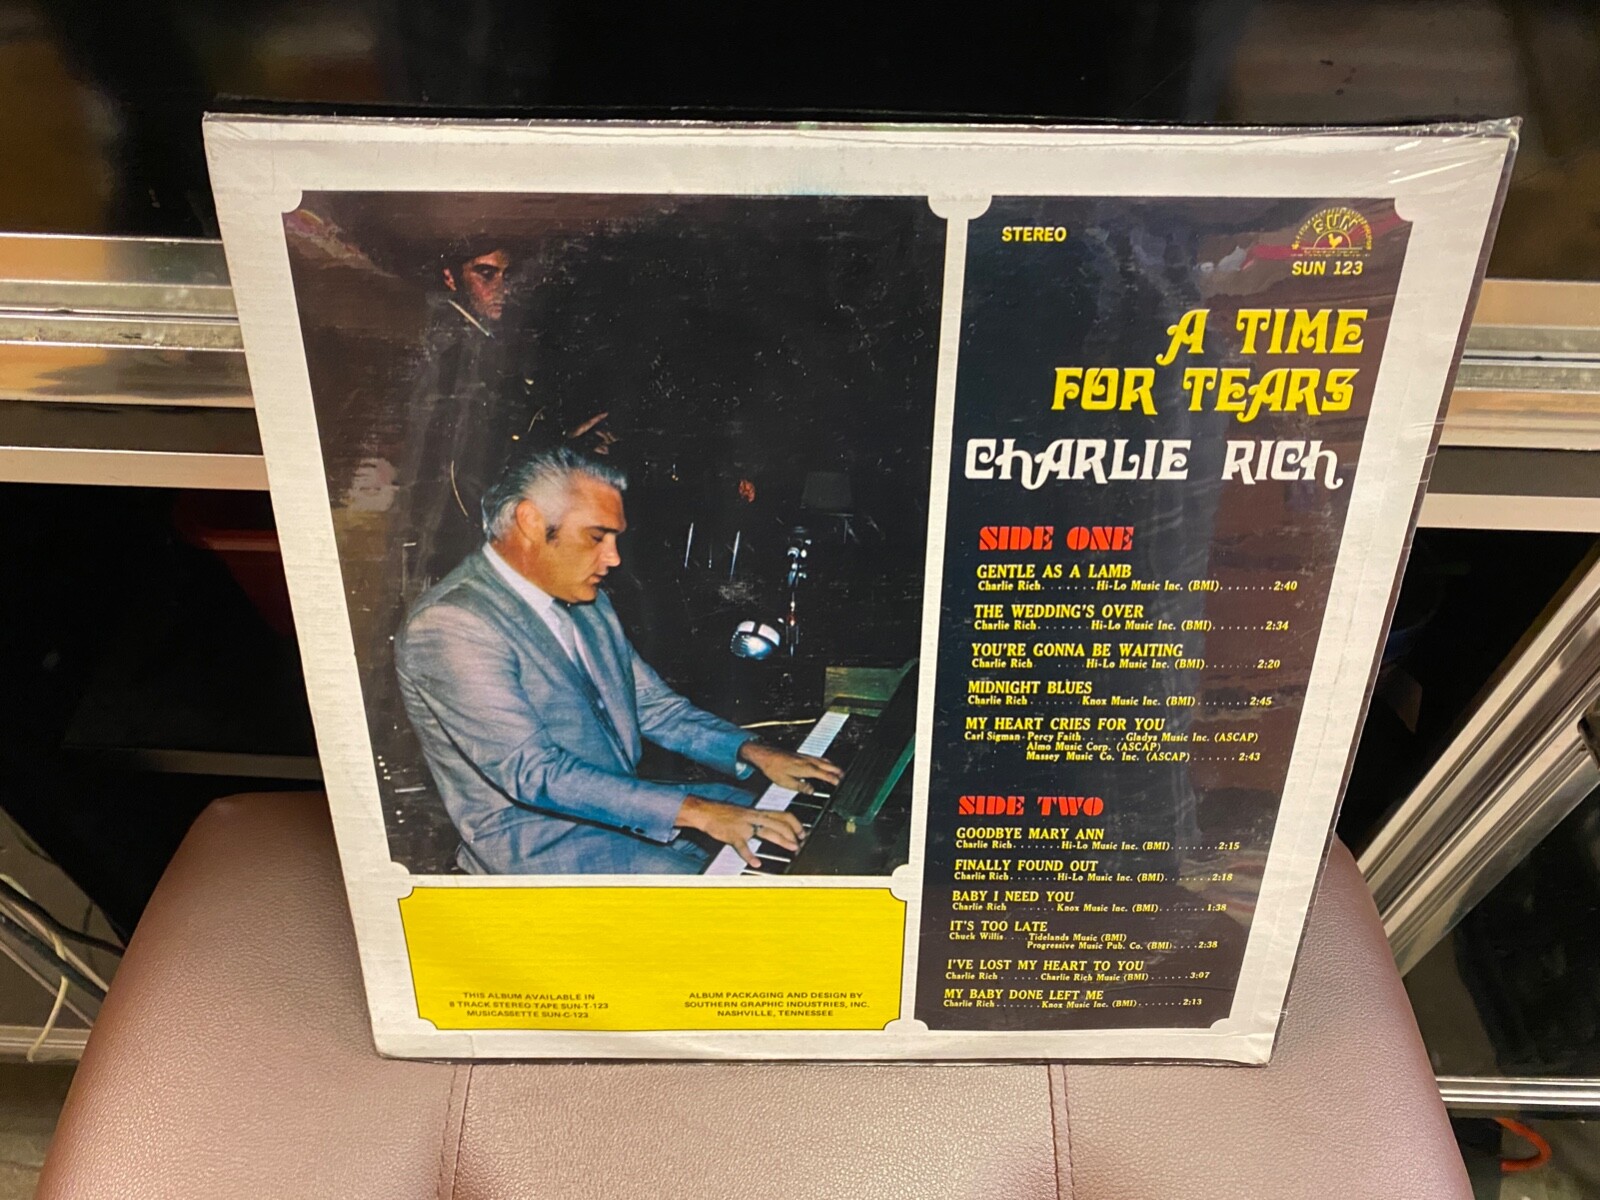 STEREO
SUN
SUN 123
A TIME
FOR TEARS
CHARLIE RICH
SIDE ONE
GENTLE AS A LAMB
Charlie Rich.......Hi-Lo Music Inc. (BMI).......2:40
THE WEDDING'S OVER
Charlie Rich.......Hi-Lo Music Inc. (BMI).......2:34
YOU'RE GONNA BE WAITING
Charlie Rich ....Hi-Lo Music Inc. (BMI).......2:20
MIDNIGHT BLUES
Charlie Rich.......Knox Music Inc. (BMI).......2:45
MY HEART CRIES FOR YOU
Carl Sigman-Percy Faith......Gladys Music Inc. (ASCAP)
Almo Music Corp. (ASCAP)
Massey Music Co. Inc. (ASCAP)......2:43
SIDE TWO
GOODBYE MARY ANN
Charlie Rich.......Hi-Lo Music Inc. (BMI).......2:15
FINALLY FOUND OUT
Charlie Rich.......Hi-Lo Music Inc. (BMI).......2:18
BABY I NEED YOU
Charlie Rich .....Knox Music Inc. (BMI).......1:38
IT'S TOO LATE
Chuck Willis....Tidelands Music (BMI)
Progressive Music Pub. Co. (BMI)....2:38
I'VE LOST MY HEART TO YOU
Charlie Rich......Charlie Rich Music (BMI)......3:07
MY BABY DONE LEFT ME
Charlie Rich.......Knox Music Inc. (BMI).......2:13
THIS ALBUM AVAILABLE IN
8 TRACK STEREO TAPE SUN-T-123
MUSICASSETTE SUN-C-123
ALBUM PACKAGING AND DESIGN BY
SOUTHERN GRAPHIC INDUSTRIES, INC.
NASHVILLE, TENNESSEE